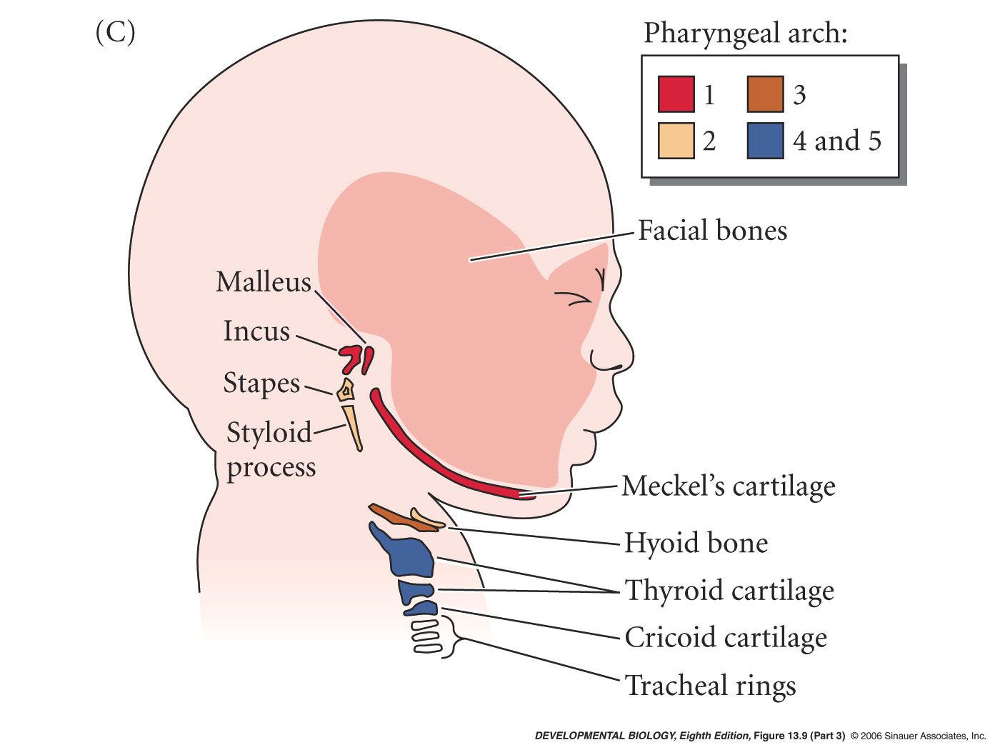 (C)
Pharyngeal arch:
1
3
2
4 and 5
Facial bones
Malleus
Incus
Stapes
Styloid
process
Meckel’s cartilage
Hyoid bone
Thyroid cartilage
Cricoid cartilage
Tracheal rings
DEVELOPMENTAL BIOLOGY, Eighth Edition, Figure 13.9 (Part 3) © 2006 Sinauer Associates, Inc.